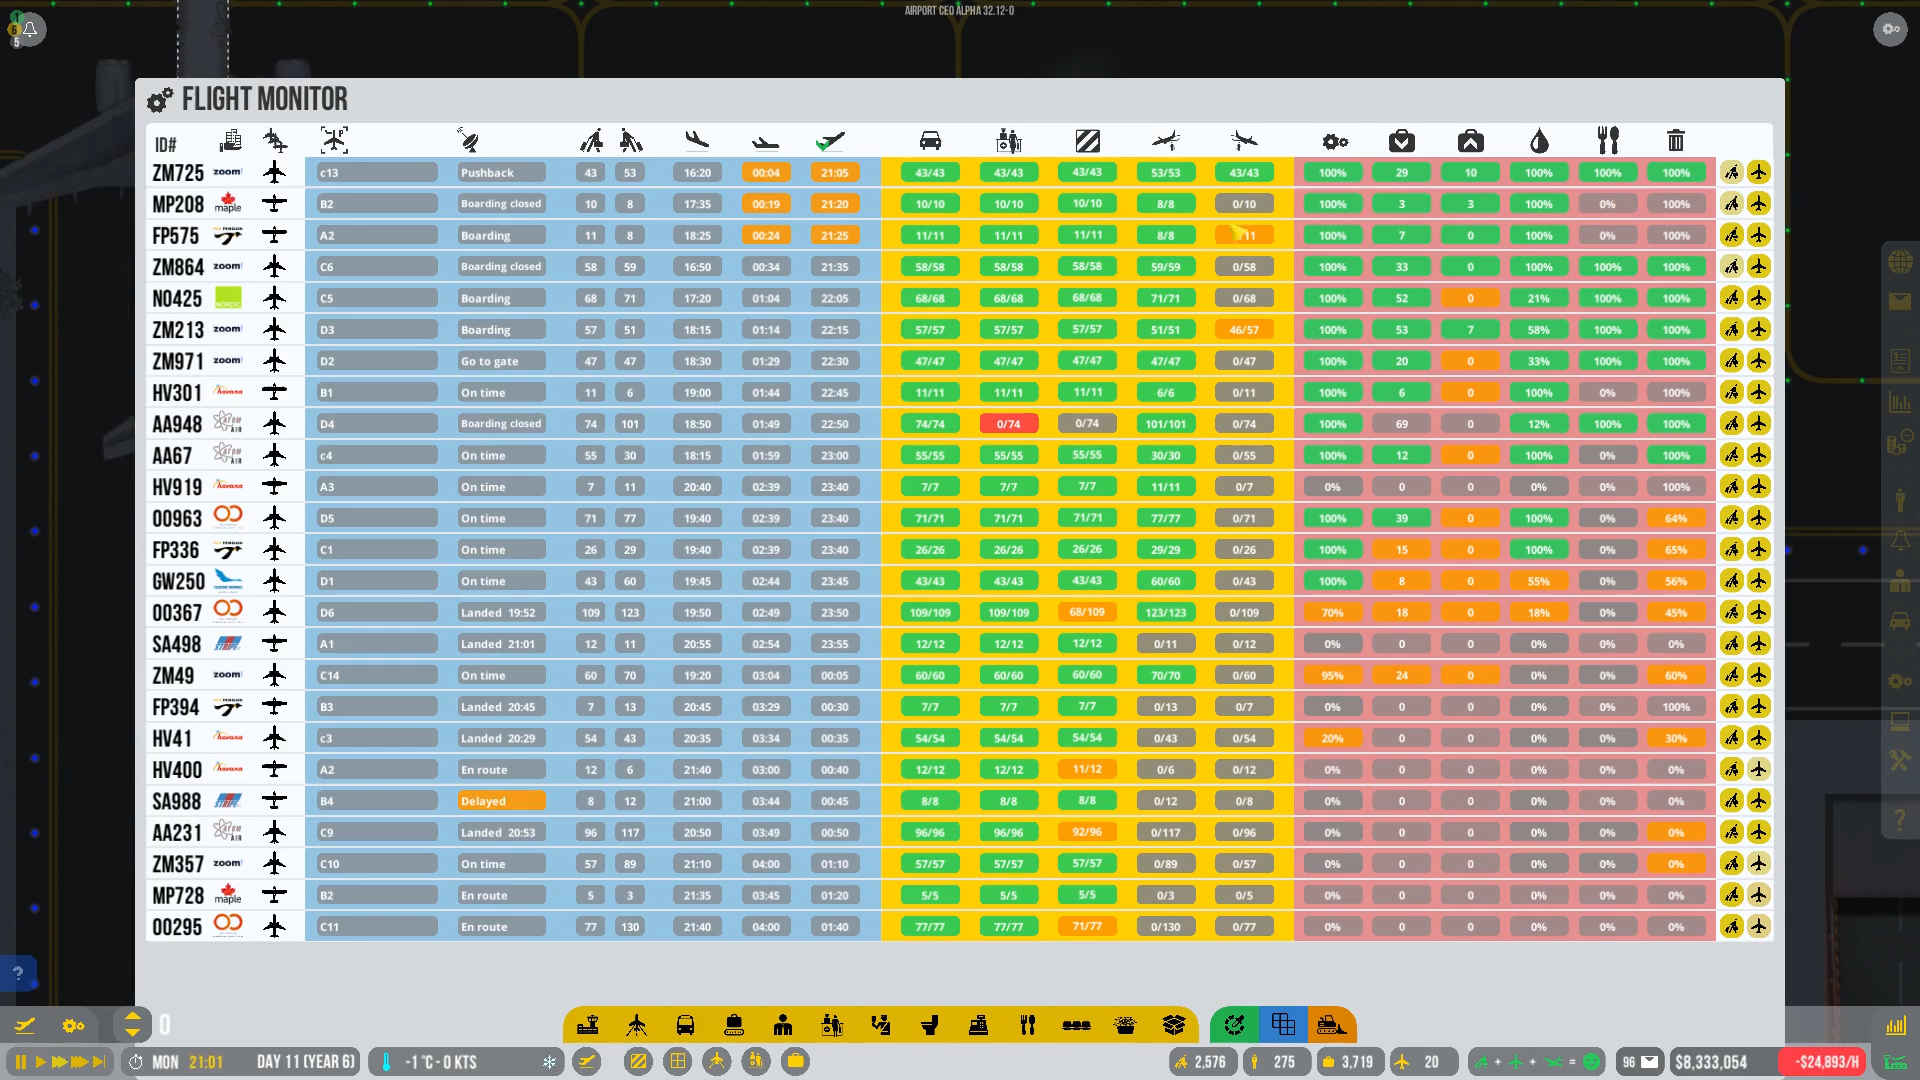 AIRPORT CEO ALPHA 32.12-0
1
6
5
FLIGHT MONITOR
ID#
ZM725 zoom! c13 Pushback 43 53 16:20 00:04 21:05 43/43 43/43 43/43 53/53 43/43 100% 29 10 100% 100% 100%
MP208 maple B2 Boarding closed 10 8 17:35 00:19 21:20 10/10 10/10 10/10 8/8 0/10 100% 3 3 100% 0% 100%
FP575 A2 Boarding 11 8 18:25 00:24 21:25 11/11 11/11 11/11 8/8 100% 7 0 100% 0% 100%
ZM864 zoom! C6 Boarding closed 58 59 16:50 00:34 21:35 58/58 58/58 58/58 59/59 0/58 100% 33 0 100% 100% 100%
NO425 NORDIC C5 Boarding 68 71 17:20 01:04 22:05 68/68 68/68 68/68 71/71 0/68 100% 52 0 21% 100% 100%
ZM213 zoom! D3 Boarding 57 51 18:15 01:14 22:15 57/57 57/57 57/57 51/51 46/57 100% 53 7 58% 100% 100%
ZM971 zoom! D2 Go to gate 47 47 18:30 01:29 22:30 47/47 47/47 47/47 47/47 0/47 100% 20 0 33% 100% 100%
HV301 havana B1 On time 11 6 19:00 01:44 22:45 11/11 11/11 11/11 6/6 0/11 100% 6 0 100% 0% 100%
AA948 ATOM AIR D4 Boarding closed 74 101 18:50 01:49 22:50 74/74 0/74 0/74 101/101 0/74 100% 69 0 12% 100% 100%
AA67 ATOM AIR c4 On time 55 30 18:15 01:59 23:00 55/55 55/55 55/55 30/30 0/55 100% 12 0 100% 0% 100%
HV919 havana A3 On time 7 11 20:40 02:39 23:40 7/7 7/7 7/7 11/11 0/7 0% 0 0 0% 0% 100%
OO963 D5 On time 71 77 19:40 02:39 23:40 71/71 71/71 71/71 77/77 0/71 100% 39 0 100% 0% 64%
FP336 C1 On time 26 29 19:40 02:39 23:40 26/26 26/26 26/26 29/29 0/26 100% 15 0 100% 0% 65%
GW250 D1 On time 43 60 19:45 02:44 23:45 43/43 43/43 43/43 60/60 0/43 100% 8 0 55% 0% 56%
OO367 D6 Landed 19:52 109 123 19:50 02:49 23:50 109/109 109/109 68/109 123/123 0/109 70% 18 0 18% 0% 45%
SA498 STRIPE A1 Landed 21:01 12 11 20:55 02:54 23:55 12/12 12/12 12/12 0/11 0/12 0% 0 0 0% 0% 0%
ZM49 zoom! C14 On time 60 70 19:20 03:04 00:05 60/60 60/60 60/60 70/70 0/60 95% 24 0 0% 0% 60%
FP394 B3 Landed 20:45 7 13 20:45 03:29 00:30 7/7 7/7 7/7 0/13 0/7 0% 0 0 0% 0% 100%
HV41 havana c3 Landed 20:29 54 43 20:35 03:34 00:35 54/54 54/54 54/54 0/43 0/54 20% 0 0 0% 0% 30%
HV400 havana A2 En route 12 6 21:40 03:00 00:40 12/12 12/12 11/12 0/6 0/12 0% 0 0 0% 0% 0%
SA988 STRIPE B4 Delayed 8 12 21:00 03:44 00:45 8/8 8/8 8/8 0/12 0/8 0% 0 0 0% 0% 0%
AA231 ATOM AIR C9 Landed 20:53 96 117 20:50 03:49 00:50 96/96 96/96 92/96 0/117 0/96 0% 0 0 0% 0% 0%
ZM357 zoom! C10 On time 57 89 21:10 04:00 01:10 57/57 57/57 57/57 0/89 0/57 0% 0 0 0% 0% 0%
MP728 maple B2 En route 5 3 21:35 03:45 01:20 5/5 5/5 5/5 0/3 0/5 0% 0 0 0% 0% 0%
OO295 C11 En route 77 130 21:40 04:00 01:40 77/77 77/77 71/77 0/130 0/77 0% 0 0 0% 0% 0%
?
?
0
MON 21:01 DAY 11 (YEAR 6) -1 °C - 0 KTS 2,576 275 3,719 20 + + = 96 $8,333,054 -$24,893/H